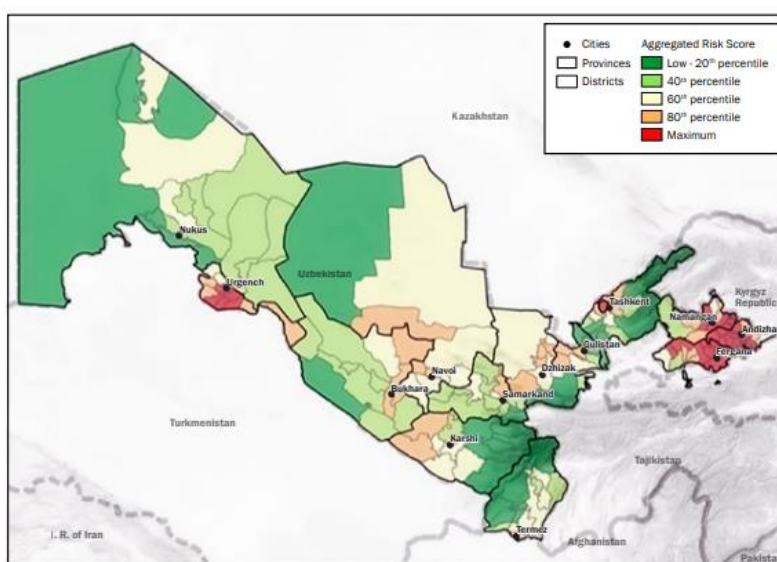 Cities
Provinces
Districts
Aggregated Risk Score
Low - 20th percentile
40th percentile
60th percentile
80th percentile
Maximum
Kazakhstan
Nukus
Uzbekistan
Urgench
Tashkent
Kyrgyz
Republic
Namangan
Andizha
Gulistan
Fergana
Dzhizak
Navoi
Bukhara
Samarkand
Turkmenistan
Karshi
Tajikistan
Termez
I. R. of Iran
Afghanistan
Pakist